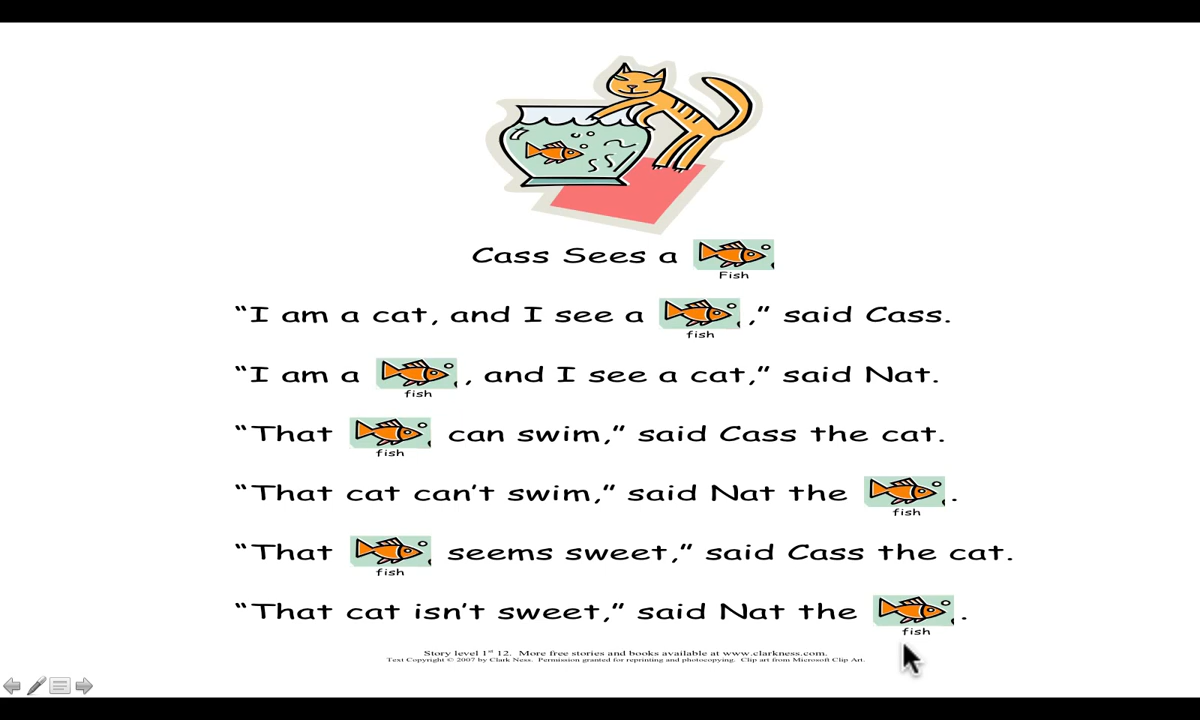 Cass Sees a
Fish
“I am a cat, and I see a ,” said Cass.
fish
“I am a , and I see a cat,” said Nat.
fish
“That can swim,” said Cass the cat.
fish
“That cat can’t swim,” said Nat the .
fish
“That seems sweet,” said Cass the cat.
fish
“That cat isn’t sweet,” said Nat the .
fish
Story level 1st 12. More free stories and books available at www.clarkness.com.
Text Copyright © 2007 by Clark Ness. Permission granted for reprinting and photocopying. Clip art from Microsoft Clip Art.